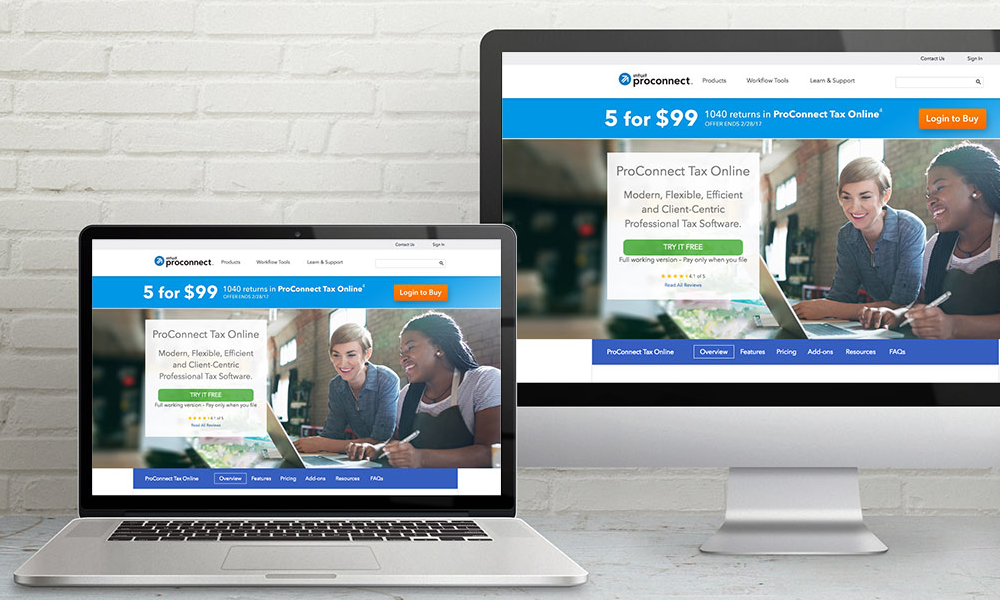 Contact Us Sign In
intuit
proconnect. Products Workflow Tools Learn & Support
5 for $99 1040 returns in ProConnect Tax Online⁶
OFFER ENDS 2/28/17
Login to Buy
ProConnect Tax Online
Modern, Flexible, Efficient
and Client-Centric
Professional Tax Software.
TRY IT FREE
Full working version - Pay only when you file
4.1 of 5
Read All Reviews
ProConnect Tax Online Overview Features Pricing Add-ons Resources FAQs
Contact Us Sign In
intuit
proconnect. Products Workflow Tools Learn & Support
5 for $99 1040 returns in ProConnect Tax Online⁶
OFFER ENDS 2/28/17
Login to Buy
ProConnect Tax Online
Modern, Flexible, Efficient
and Client-Centric
Professional Tax Software.
TRY IT FREE
Full working version - Pay only when you file
4.1 of 5
Read All Reviews
ProConnect Tax Online Overview Features Pricing Add-ons Resources FAQs